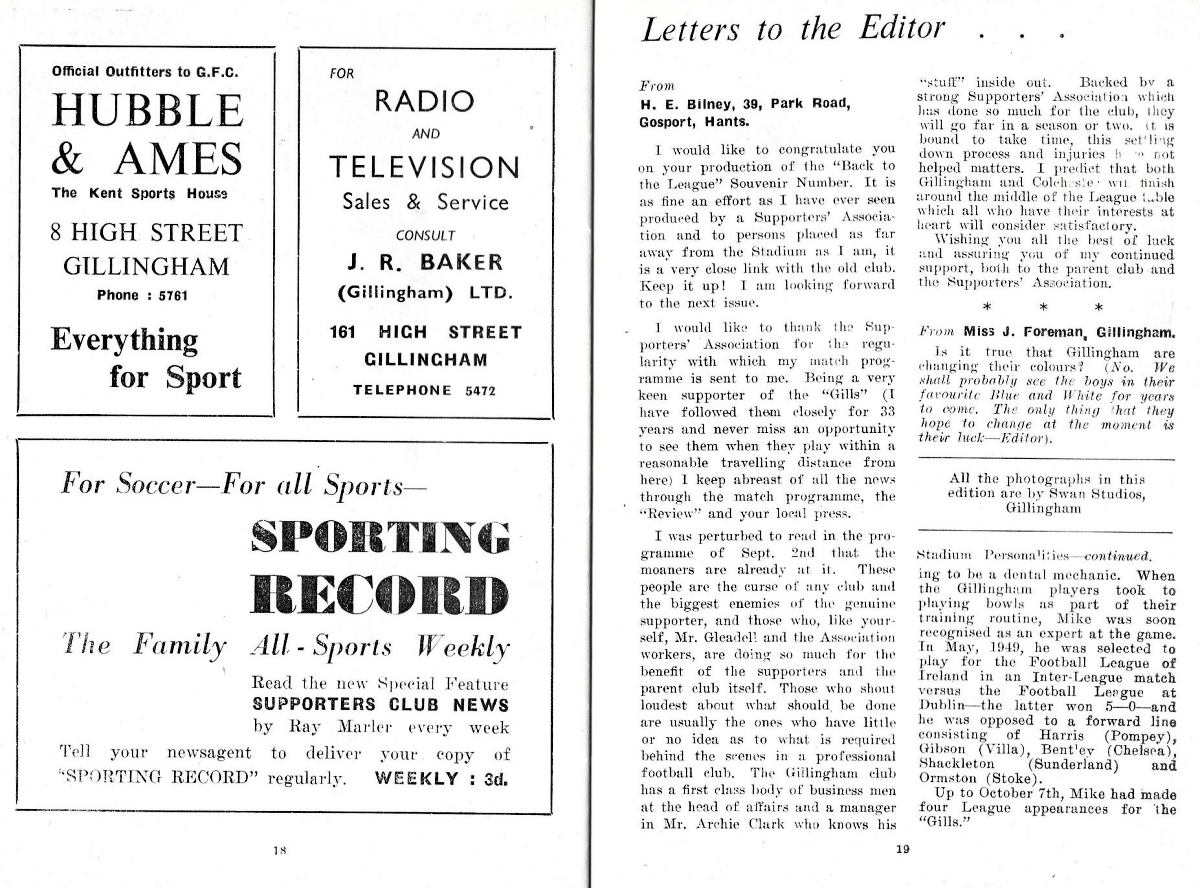 Official Outfitters to G.F.C.
HUBBLE
& AMES
The Kent Sports House
8 HIGH STREET
GILLINGHAM
Phone : 5761
Everything
for Sport
FOR
RADIO
AND
TELEVISION
Sales & Service
CONSULT
J. R. BAKER
(Gillingham) LTD.
161 HIGH STREET
GILLINGHAM
TELEPHONE 5472
For Soccer—For all Sports—
SPORTING
RECORD
The Family All - Sports Weekly
Read the new Special Feature
SUPPORTERS CLUB NEWS
by Ray Marler every week
Tell your newsagent to deliver your copy of
“SPORTING RECORD” regularly. WEEKLY : 3d.
18
Letters to the Editor . . .
From
H. E. Bilney, 39, Park Road,
Gosport, Hants.
I would like to congratulate you
on your production of the “Back to
the League” Souvenir Number. It is
as fine an effort as I have ever seen
produced by a Supporters’ Associa-
tion and to persons placed as far
away from the Stadium as I am, it
is a very close link with the old club.
Keep it up! I am looking forward
to the next issue.
I would like to thank the Sup-
porters’ Association for the regu-
larity with which my match prog-
ramme is sent to me. Being a very
keen supporter of the “Gills” (I
have followed them closely for 33
years and never miss an opportunity
to see them when they play within a
reasonable travelling distance from
here) I keep abreast of all the news
through the match programme, the
“Review” and your local press.
I was perturbed to read in the pro-
gramme of Sept. 2nd that the
moaners are already at it. These
people are the curse of any club and
the biggest enemies of the genuine
supporter, and those who, like your-
self, Mr. Gleadell and the Association
workers, are doing so much for the
benefit of the supporters and the
parent club itself. Those who shout
loudest about what should be done
are usually the ones who have little
or no idea as to what is required
behind the scenes in a professional
football club. The Gillingham club
has a first class body of business men
at the head of affairs and a manager
in Mr. Archie Clark who knows his
“stuff” inside out. Backed by a
strong Supporters’ Association which
has done so much for the club, they
will go far in a season or two. it is
bound to take time, this settling
down process and injuries have not
helped matters. I predict that both
Gillingham and Colchester will finish
around the middle of the League table
which all who have their interests at
heart will consider satisfactory.
Wishing you all the best of luck
and assuring you of my continued
support, both to the parent club and
the Supporters’ Association.
* * *
From Miss J. Foreman, Gillingham.
Is it true that Gillingham are
changing their colours? (No. We
shall probably see the boys in their
favourite Blue and White for years
to come. The only thing that they
hope to change at the moment is
their luck—Editor).
All the photographs in this
edition are by Swan Studios,
Gillingham
Stadium Personalities—continued.
ing to be a dental mechanic. When
the Gillingham players took to
playing bowls as part of their
training routine, Mike was soon
recognised as an expert at the game.
In May, 1949, he was selected to
play for the Football League of
Ireland in an Inter-League match
versus the Football League at
Dublin—the latter won 5—0—and
he was opposed to a forward line
consisting of Harris (Pompey),
Gibson (Villa), Bentley (Chelsea),
Shackleton (Sunderland) and
Ormston (Stoke).
Up to October 7th, Mike had made
four League appearances for the
“Gills.”
19